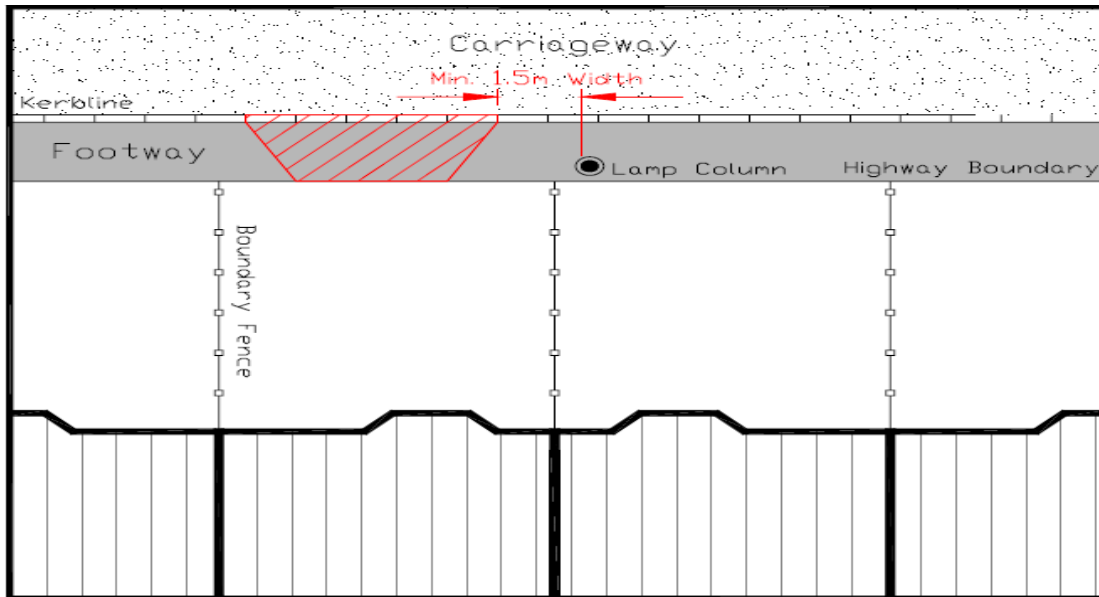 Carriageway
Min. 1.5m Width
Kerbline
Footway
Lamp Column
Highway Boundary
Boundary Fence